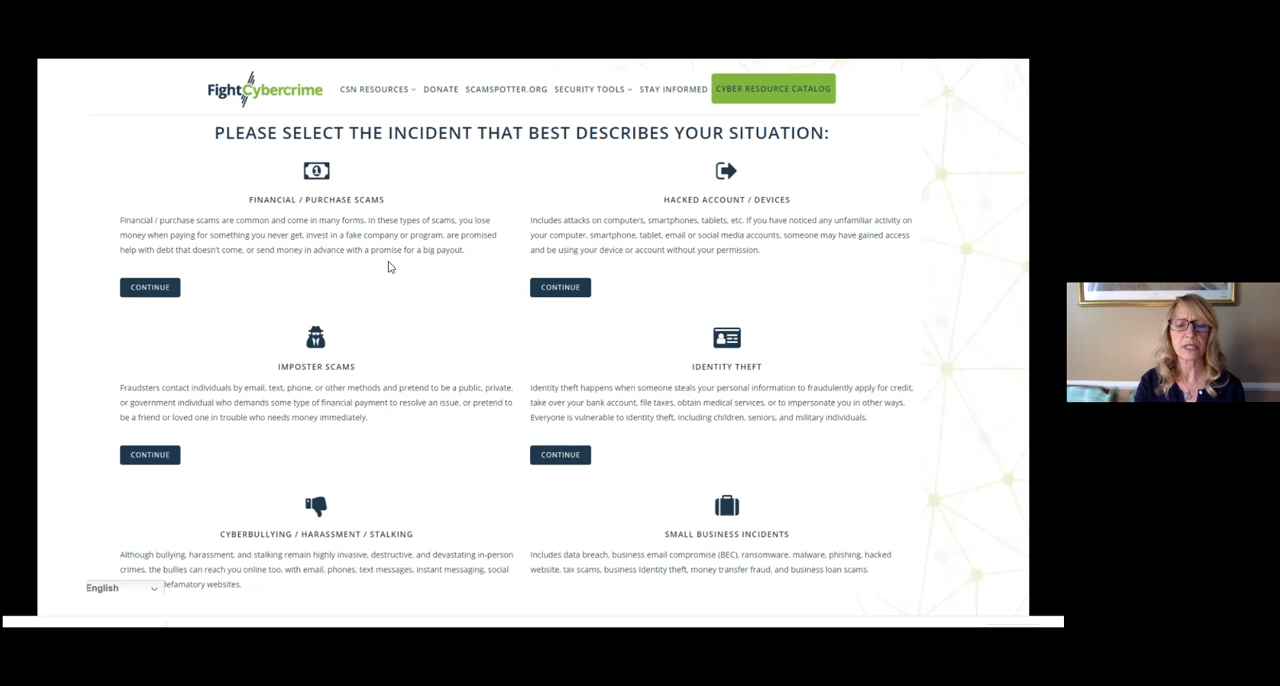 FightCybercrime
CSN RESOURCES DONATE SCAMSPOTTER.ORG SECURITY TOOLS STAY INFORMED CYBER RESOURCE CATALOG
PLEASE SELECT THE INCIDENT THAT BEST DESCRIBES YOUR SITUATION:
FINANCIAL / PURCHASE SCAMS
Financial / purchase scams are common and come in many forms. In these types of scams, you lose
money when paying for something you never get, invest in a fake company or program, are promised
help with debt that doesn't come, or send money in advance with a promise for a big payout.
CONTINUE
HACKED ACCOUNT / DEVICES
Includes attacks on computers, smartphones, tablets, etc. If you have noticed any unfamiliar activity on
your computer, smartphone, tablet, email or social media accounts, someone may have gained access
and be using your device or account without your permission.
CONTINUE
IMPOSTER SCAMS
Fraudsters contact individuals by email, text, phone, or other methods and pretend to be a public, private,
or government individual who demands some type of financial payment to resolve an issue, or pretend to
be a friend or loved one in trouble who needs money immediately.
CONTINUE
IDENTITY THEFT
Identity theft happens when someone steals your personal information to fraudulently apply for credit,
take over your bank account, file taxes, obtain medical services, or to impersonate you in other ways.
Everyone is vulnerable to identity theft, including children, seniors, and military individuals.
CONTINUE
CYBERBULLYING / HARASSMENT / STALKING
Although bullying, harassment, and stalking remain highly invasive, destructive, and devastating in-person
crimes, the bullies can reach you online too, with email, phones, text messages, instant messaging, social
defamatory websites.
SMALL BUSINESS INCIDENTS
Includes data breach, business email compromise (BEC), ransomware, malware, phishing, hacked
website, tax scams, business identity theft, money transfer fraud, and business loan scams.
English